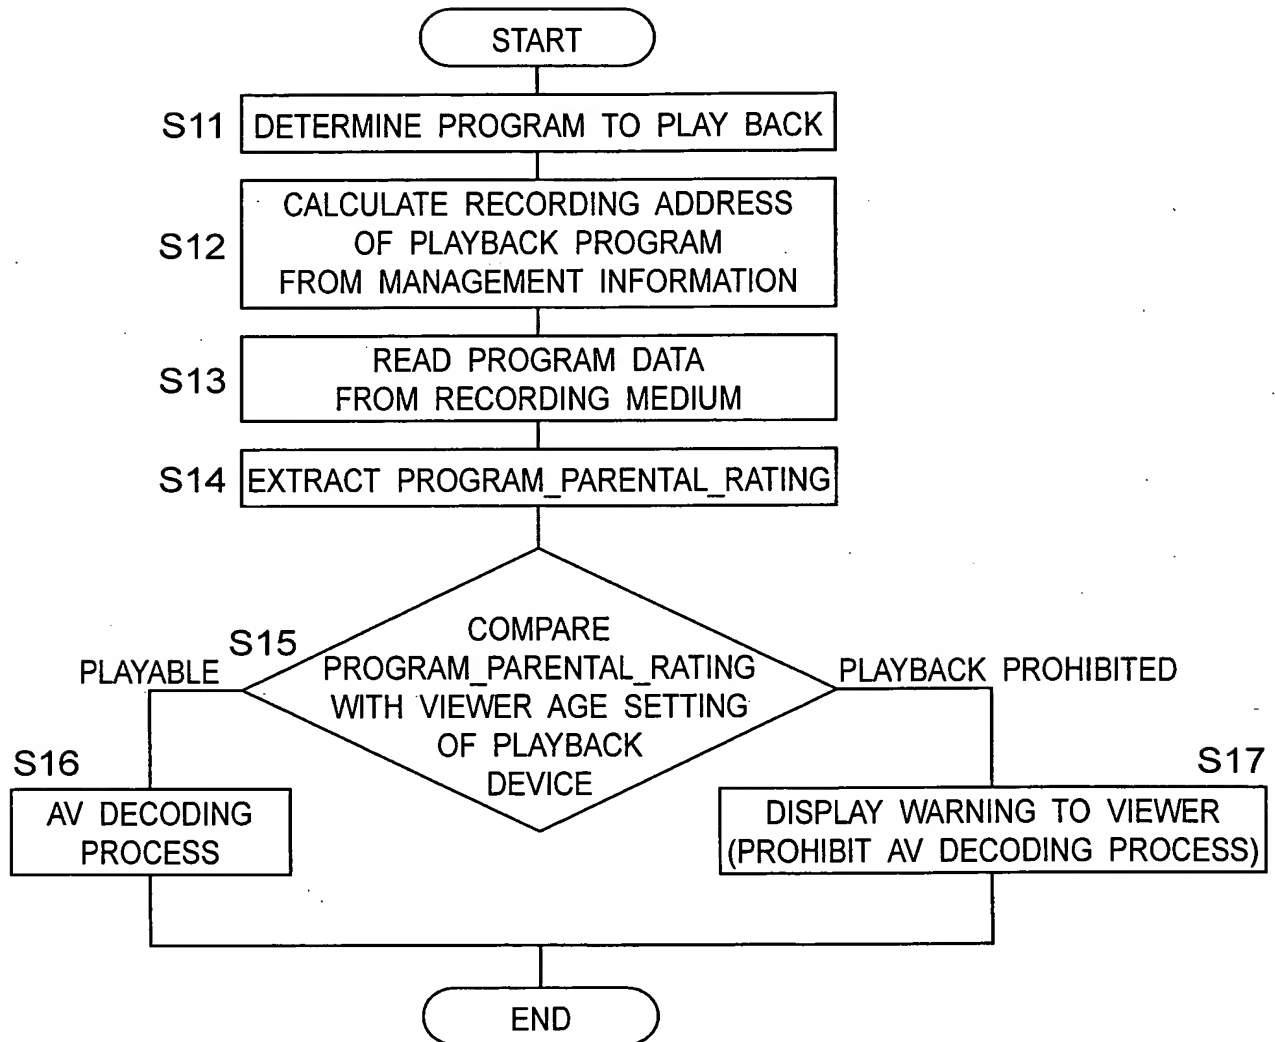 START
S11
DETERMINE PROGRAM TO PLAY BACK
S12
CALCULATE RECORDING ADDRESS
OF PLAYBACK PROGRAM
FROM MANAGEMENT INFORMATION
S13
READ PROGRAM DATA
FROM RECORDING MEDIUM
S14
EXTRACT PROGRAM_PARENTAL_RATING
S15
COMPARE
PROGRAM_PARENTAL_RATING
WITH VIEWER AGE SETTING
OF PLAYBACK
DEVICE
PLAYABLE
PLAYBACK PROHIBITED
S16
AV DECODING
PROCESS
S17
DISPLAY WARNING TO VIEWER
(PROHIBIT AV DECODING PROCESS)
END